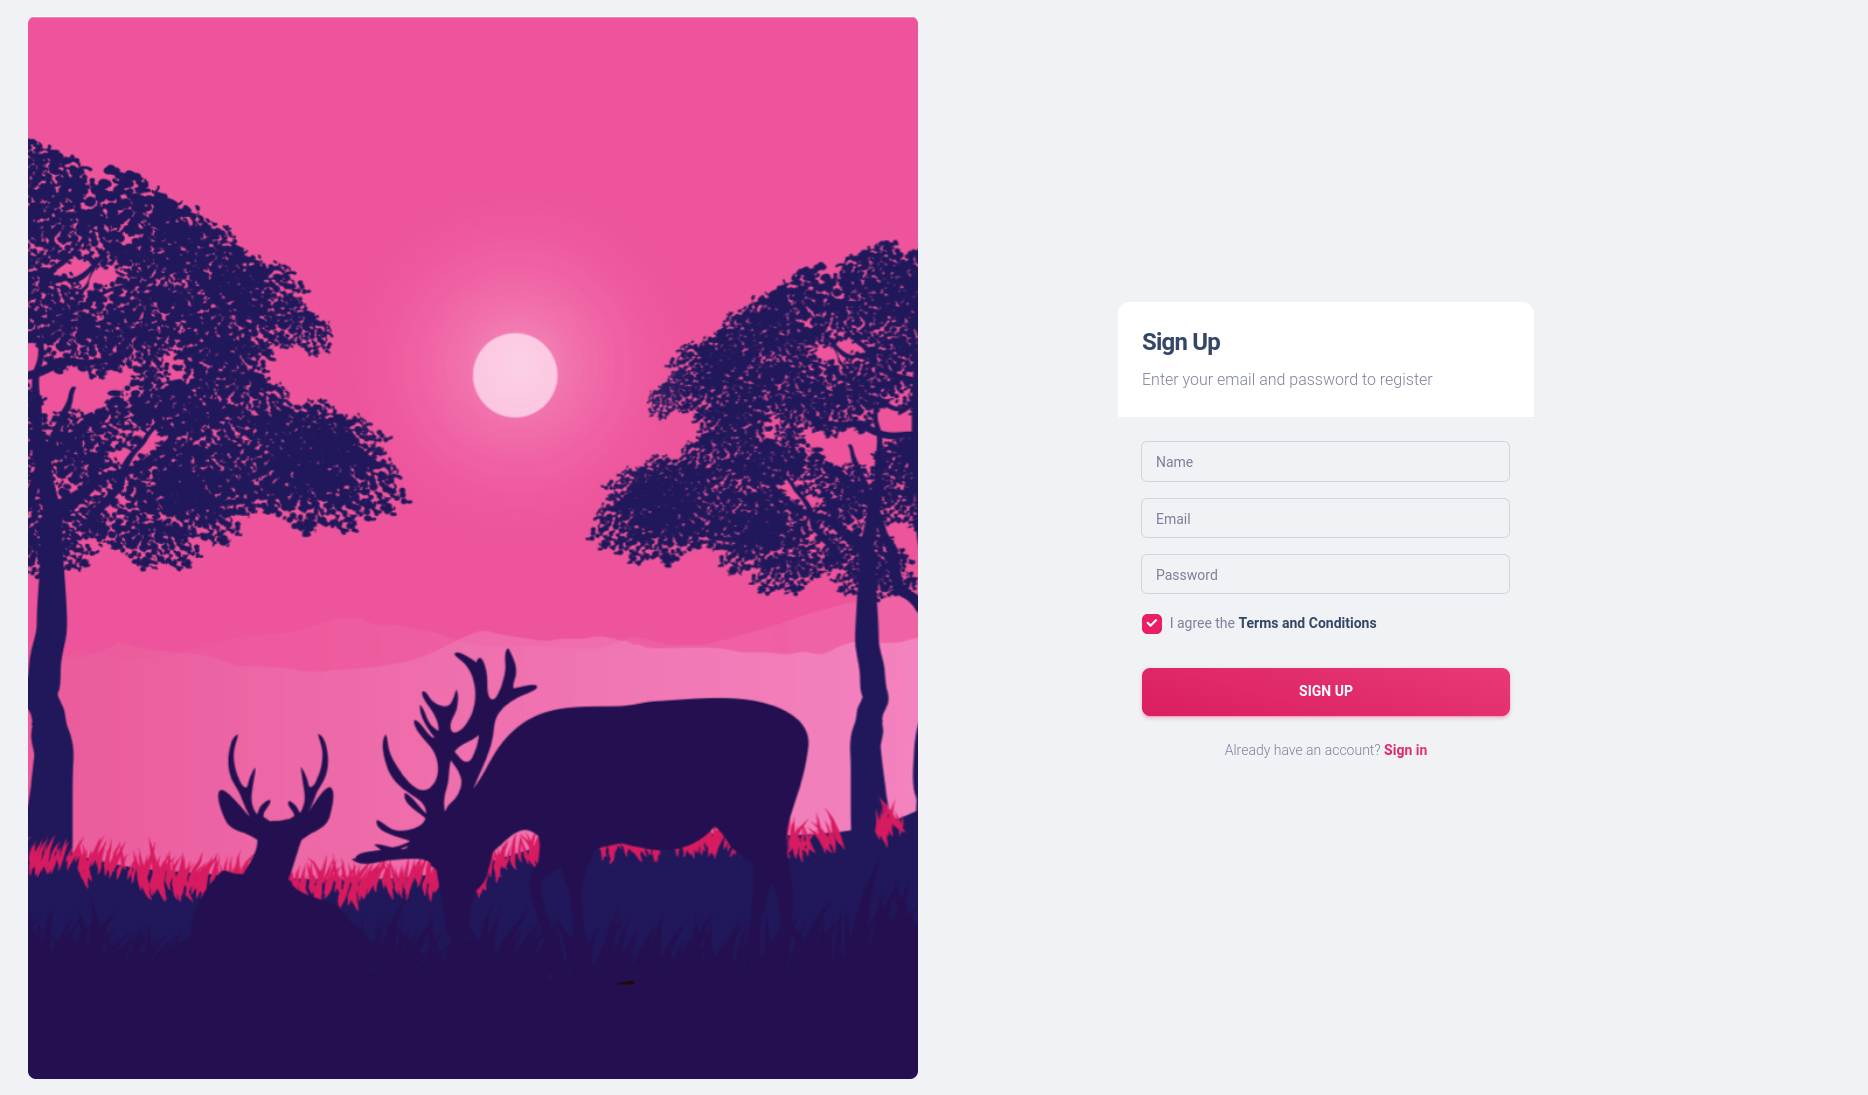 Sign Up
Enter your email and password to register
Name
Email
Password
I agree the Terms and Conditions
SIGN UP
Already have an account? Sign in